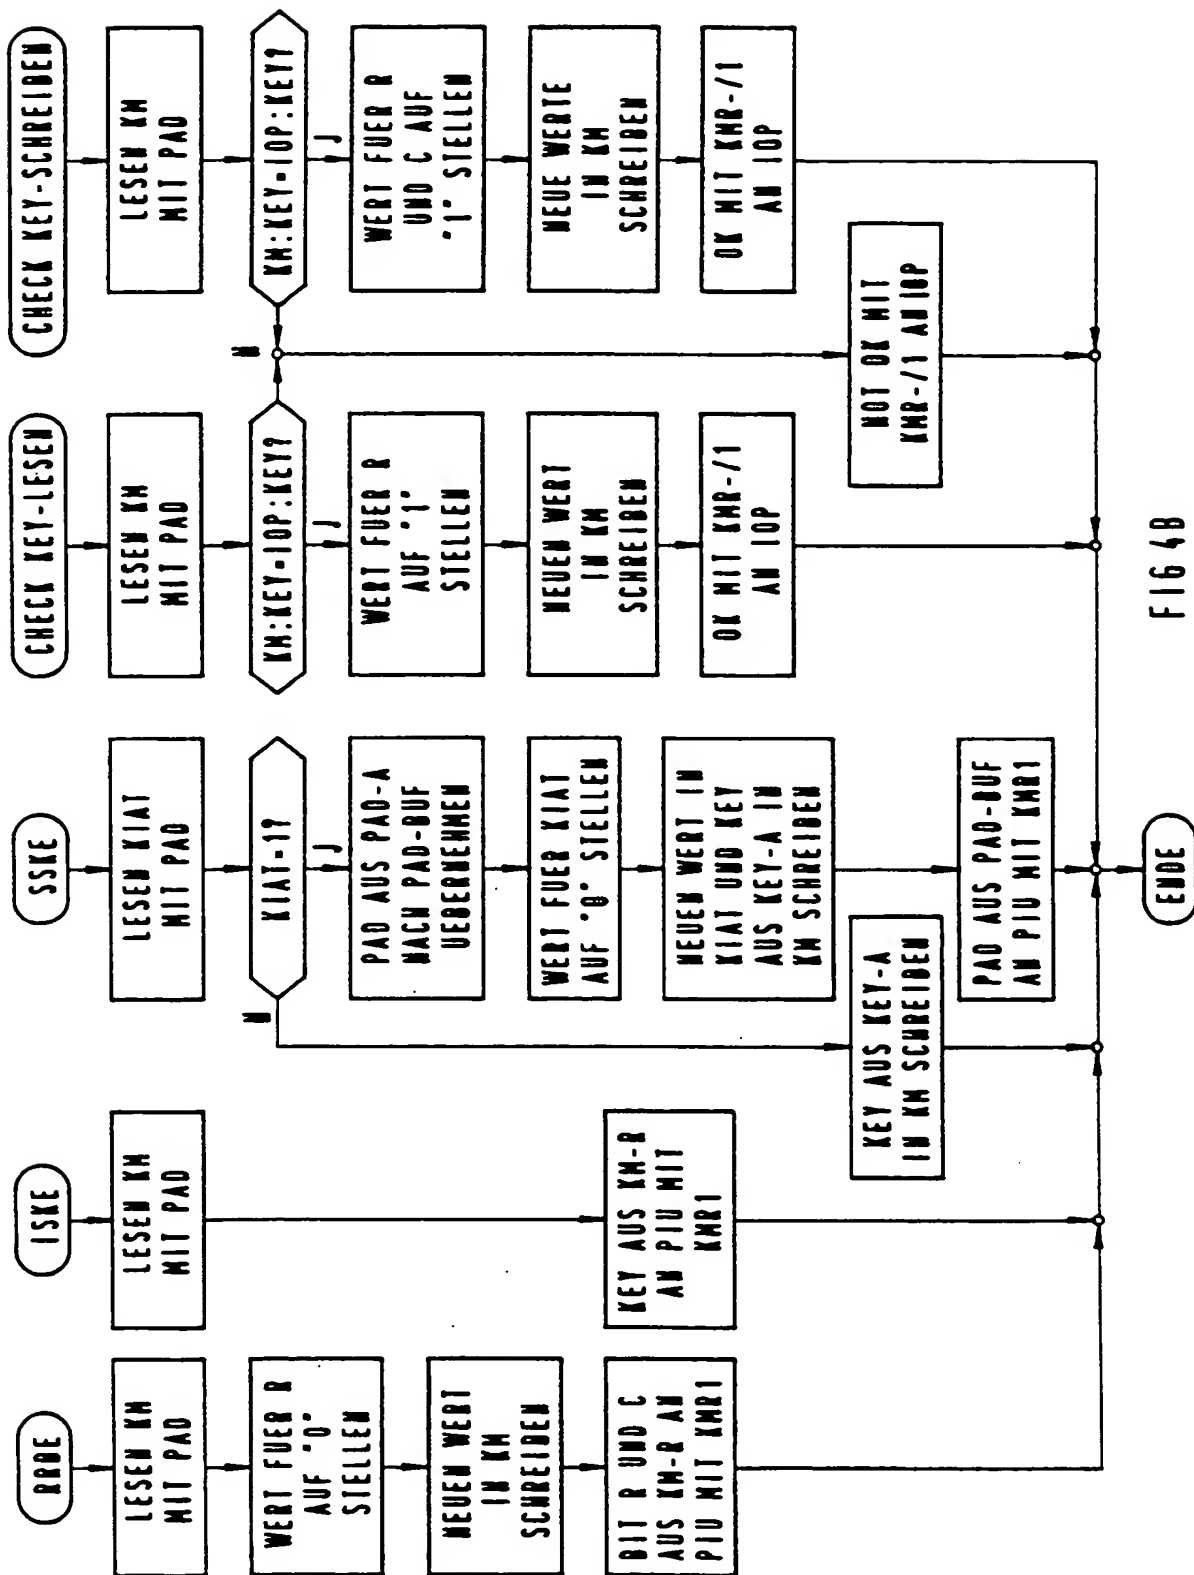 RRBE
LESEN KM
MIT PAD
WERT FUER R
AUF "0"
STELLEN
NEUEN WERT
IN KM
SCHREIBEN
BIT R UND C
AUS KM-R AN
PIU MIT KMR1
ISKE
LESEN KM
MIT PAD
KEY AUS KM-R
AN PIU MIT
KMR1
SSKE
LESEN KIAT
MIT PAD
KIAT=1?
N
J
PAD AUS PAD-A
NACH PAD-BUF
UEBERNEHMEN
WERT FUER KIAT
AUF "0" STELLEN
NEUEN WERT IN
KIAT UND KEY
AUS KEY-A IN
KM SCHREIBEN
KEY AUS KEY-A
IN KM SCHREIBEN
PAD AUS PAD-BUF
AN PIU MIT KMR1
ENDE
CHECK KEY-LESEN
LESEN KM
MIT PAD
KM:KEY=IOP:KEY?
N
J
WERT FUER R
AUF "1"
STELLEN
NEUEN WERT
IN KM
SCHREIBEN
OK MIT KMR-/1
AN IOP
NOT OK MIT
KMR-/1 AN IOP
CHECK KEY-SCHREIBEN
LESEN KM
MIT PAD
KM:KEY=IOP:KEY?
J
WERT FUER R
UND C AUF
"1" STELLEN
NEUE WERTE
IN KM
SCHREIBEN
OK MIT KMR-/1
AN IOP
FIG 4B